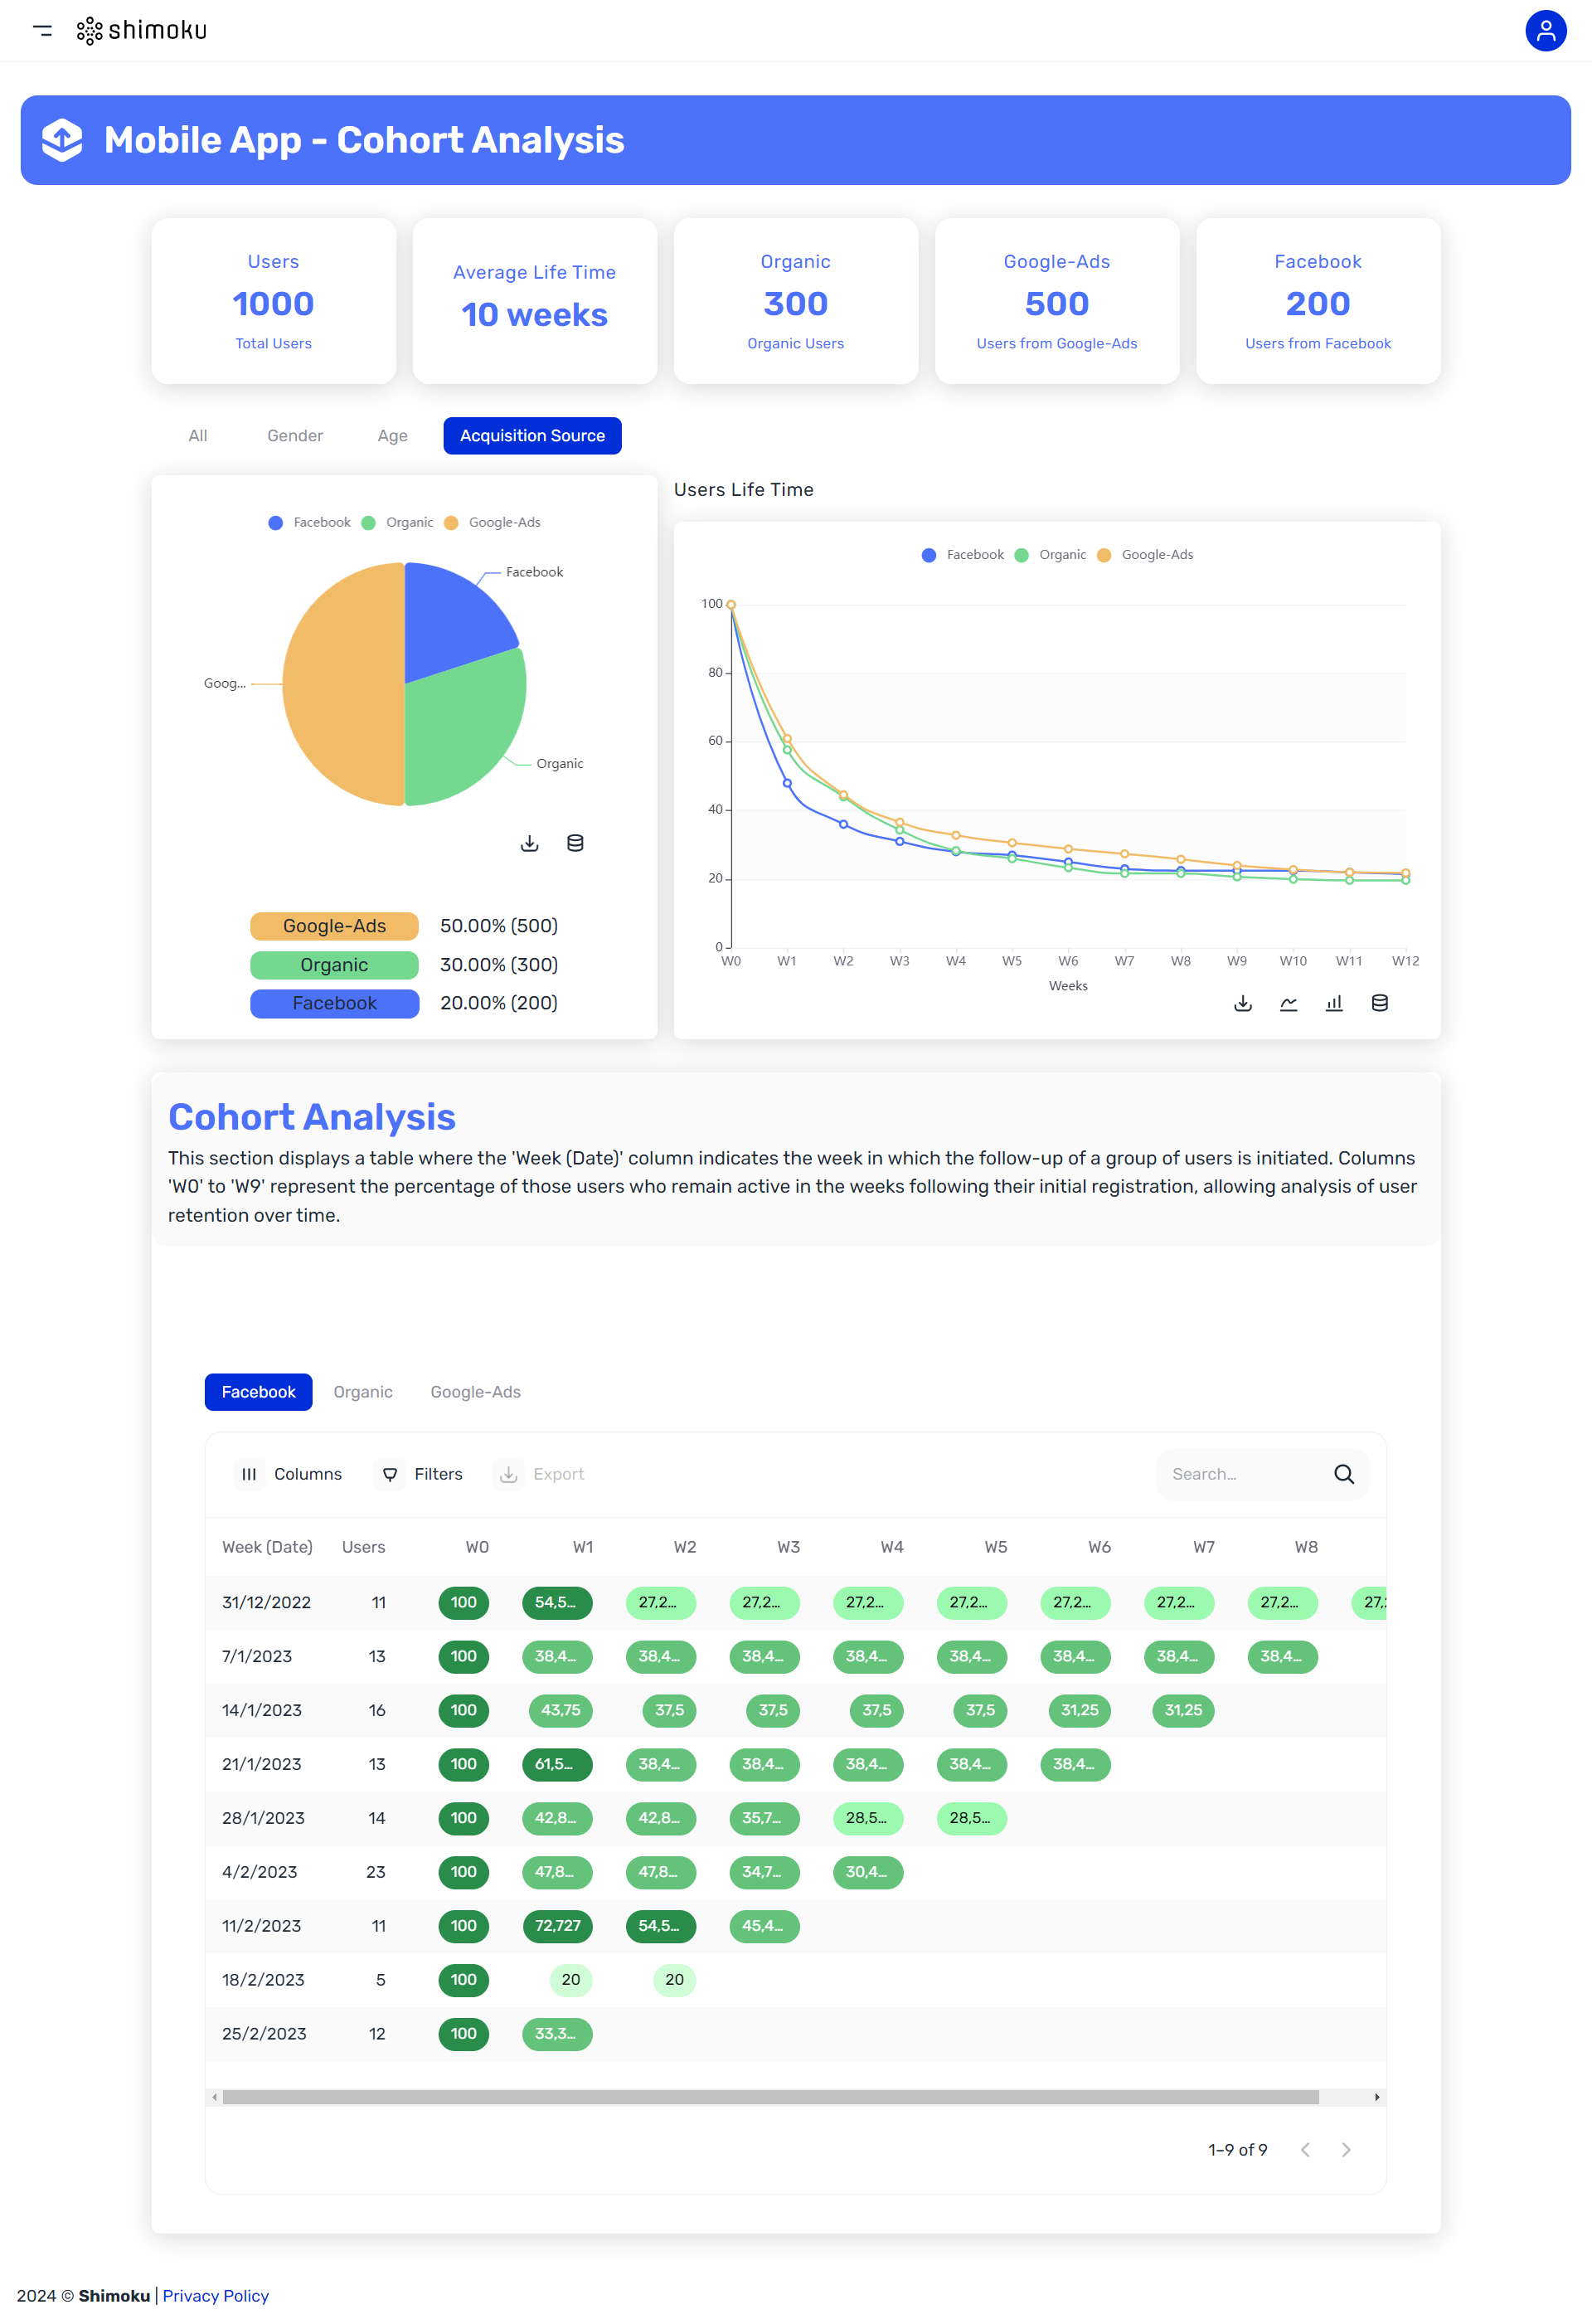 shimoku
Mobile App - Cohort Analysis
Users
1000
Total Users
Average Life Time
10 weeks
Organic
300
Organic Users
Google-Ads
500
Users from Google-Ads
Facebook
200
Users from Facebook
All Gender Age Acquisition Source
Facebook Organic Google-Ads
Facebook
Goog...
Organic
Google-Ads 50.00% (500)
Organic 30.00% (300)
Facebook 20.00% (200)
Users Life Time
Facebook Organic Google-Ads
100
80
60
40
20
0
W0 W1 W2 W3 W4 W5 W6 W7 W8 W9 W10 W11 W12
Weeks
Cohort Analysis
This section displays a table where the 'Week (Date)' column indicates the week in which the follow-up of a group of users is initiated. Columns
'W0' to 'W9' represent the percentage of those users who remain active in the weeks following their initial registration, allowing analysis of user
retention over time.
Facebook Organic Google-Ads
Columns Filters Export Search...
Week (Date) Users W0 W1 W2 W3 W4 W5 W6 W7 W8
31/12/2022 11 100 54,5... 27,2... 27,2... 27,2... 27,2... 27,2... 27,2... 27,2...
7/1/2023 13 100 38,4... 38,4... 38,4... 38,4... 38,4... 38,4... 38,4... 38,4...
14/1/2023 16 100 43,75 37,5 37,5 37,5 37,5 31,25 31,25
21/1/2023 13 100 61,5... 38,4... 38,4... 38,4... 38,4... 38,4...
28/1/2023 14 100 42,8... 42,8... 35,7... 28,5... 28,5...
4/2/2023 23 100 47,8... 47,8... 34,7... 30,4...
11/2/2023 11 100 72,727 54,5... 45,4...
18/2/2023 5 100 20 20
25/2/2023 12 100 33,3...
1–9 of 9
2024 © Shimoku | Privacy Policy